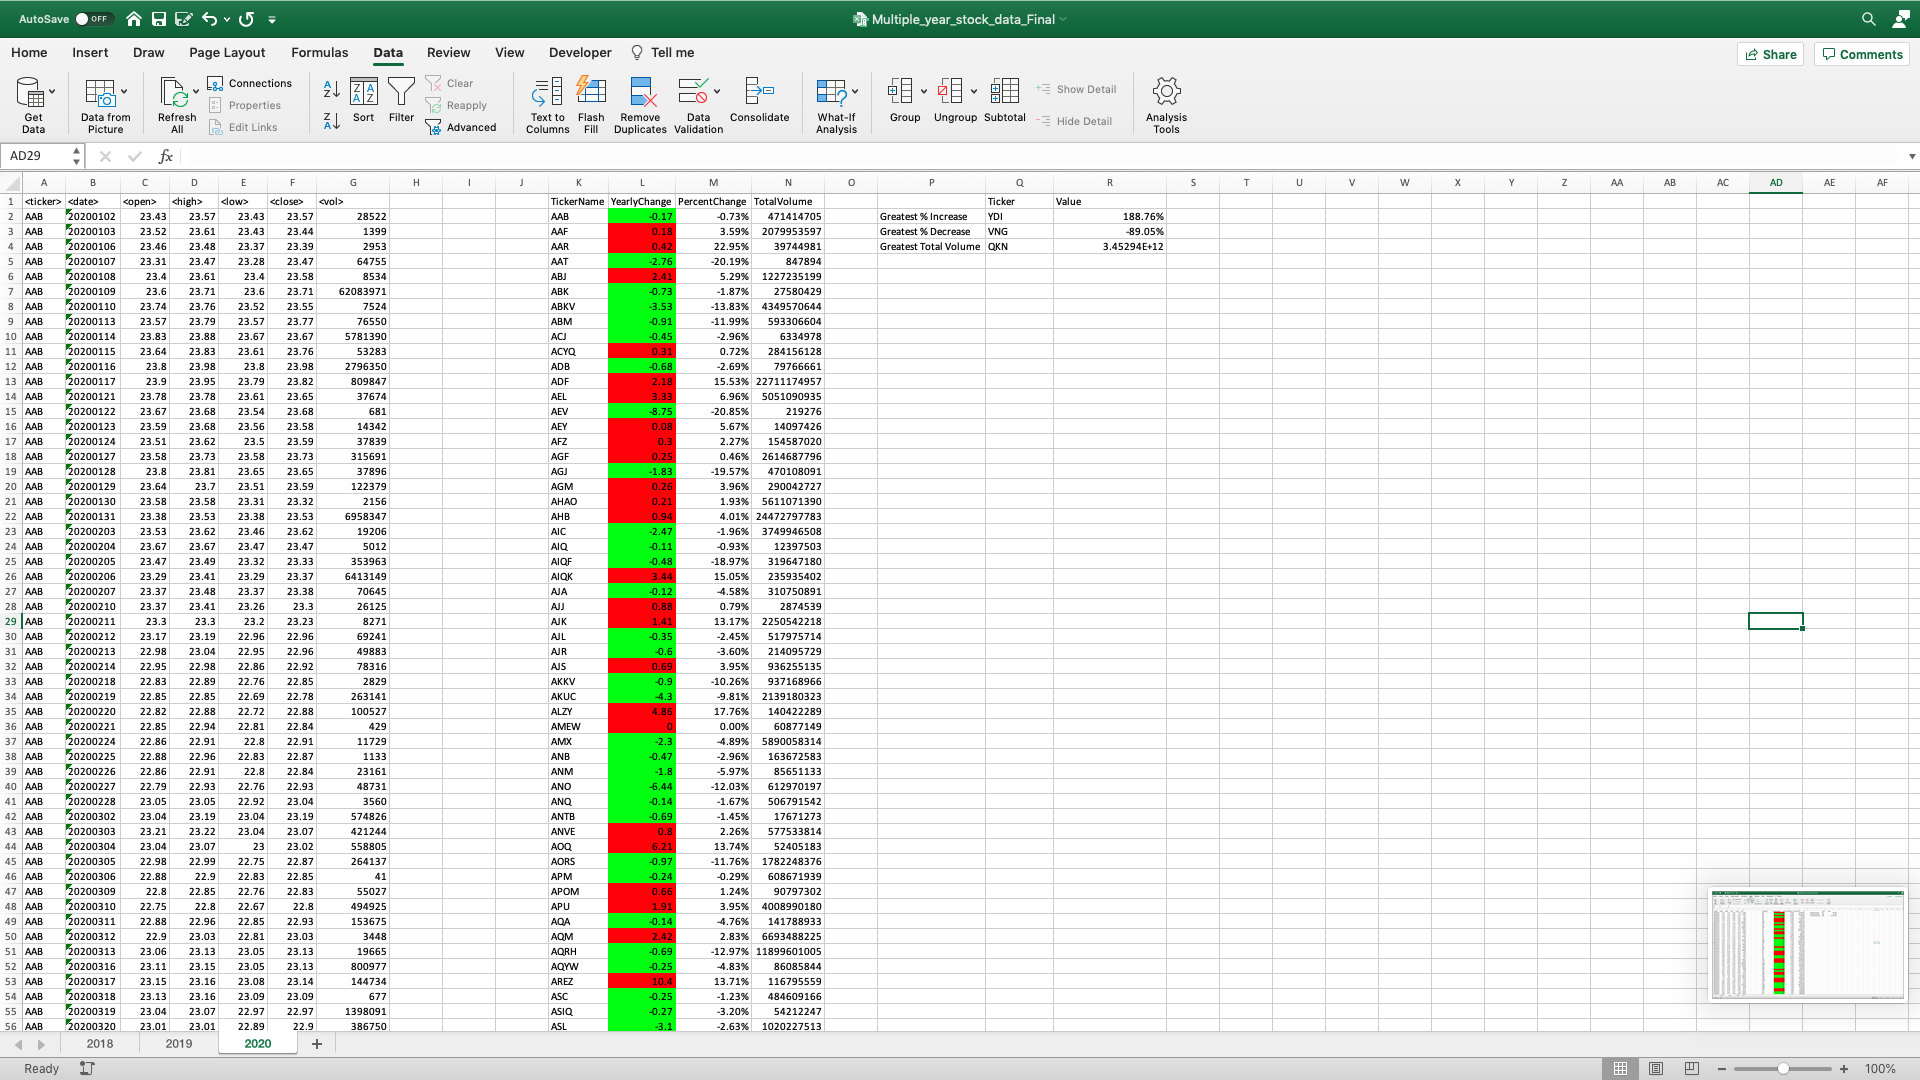 AutoSave OFF Multiple_year_stock_data_Final
Home Insert Draw Page Layout Formulas Data Review View Developer Tell me Share Comments
Get Data Data from Picture Refresh All Connections Properties Edit Links Sort Filter Clear Reapply Advanced Text to Columns Flash Fill Remove Duplicates Data Validation Consolidate What-If Analysis Group Ungroup Subtotal Show Detail Hide Detail Analysis Tools
AD29 fx
A B C D E F G H I J K L M N O P Q R S T U V W X Y Z AA AB AC AD AE AF
1 <ticker> <date> <open> <high> <low> <close> <vol> TickerName YearlyChange PercentChange TotalVolume Ticker Value
2 AAB 20200102 23.43 23.57 23.43 23.57 28522 AAB -0.17 -0.73% 471414705 Greatest % Increase YDI 188.76%
3 AAB 20200103 23.52 23.61 23.43 23.44 1399 AAF 0.18 3.59% 2079953597 Greatest % Decrease VNG -89.05%
4 AAB 20200106 23.46 23.48 23.37 23.39 2953 AAR 0.42 22.95% 39744981 Greatest Total Volume QKN 3.45294E+12
5 AAB 20200107 23.31 23.47 23.28 23.47 64755 AAT -2.76 -20.19% 847894
6 AAB 20200108 23.4 23.61 23.4 23.58 8534 ABJ 2.41 5.29% 1227235199
7 AAB 20200109 23.6 23.71 23.6 23.71 62083971 ABK -0.73 -1.87% 27580429
8 AAB 20200110 23.74 23.76 23.52 23.55 7524 ABKV -3.53 -13.83% 4349570644
9 AAB 20200113 23.57 23.79 23.57 23.77 76550 ABM -0.91 -11.99% 593306604
10 AAB 20200114 23.83 23.88 23.67 23.67 5781390 ACJ -0.45 -2.96% 6334978
11 AAB 20200115 23.64 23.83 23.61 23.76 53283 ACYQ 0.31 0.72% 284156128
12 AAB 20200116 23.8 23.98 23.8 23.98 2796350 ADB -0.68 -2.69% 79766661
13 AAB 20200117 23.9 23.95 23.79 23.82 809847 ADF 2.18 15.53% 22711174957
14 AAB 20200121 23.78 23.78 23.61 23.65 37674 AEL 3.33 6.96% 5051090935
15 AAB 20200122 23.67 23.68 23.54 23.68 681 AEV -8.75 -20.85% 219276
16 AAB 20200123 23.59 23.68 23.56 23.58 14342 AEY 0.08 5.67% 14097426
17 AAB 20200124 23.51 23.62 23.5 23.59 37839 AFZ 0.3 2.27% 154587020
18 AAB 20200127 23.58 23.73 23.58 23.73 315691 AGF 0.25 0.46% 2614687796
19 AAB 20200128 23.8 23.81 23.65 23.65 37896 AGJ -1.83 -19.57% 470108091
20 AAB 20200129 23.64 23.7 23.51 23.59 122379 AGM 0.26 3.96% 290042727
21 AAB 20200130 23.58 23.58 23.31 23.32 2156 AHAO 0.21 1.93% 5611071390
22 AAB 20200131 23.38 23.53 23.38 23.53 6958347 AHB 0.94 4.01% 24472797783
23 AAB 20200203 23.53 23.62 23.46 23.62 19206 AIC -2.47 -1.96% 3749946508
24 AAB 20200204 23.67 23.67 23.47 23.47 5012 AIQ -0.11 -0.93% 12397503
25 AAB 20200205 23.47 23.49 23.32 23.33 353963 AIQF -0.48 -18.97% 319647180
26 AAB 20200206 23.29 23.41 23.29 23.37 6413149 AIQK 3.44 15.05% 235935402
27 AAB 20200207 23.37 23.48 23.37 23.38 70645 AJA -0.12 -4.58% 310750891
28 AAB 20200210 23.37 23.41 23.26 23.3 26125 AJJ 0.88 0.79% 2874539
29 AAB 20200211 23.3 23.3 23.2 23.23 8271 AJK 1.41 13.17% 2250542218
30 AAB 20200212 23.17 23.19 22.96 22.96 69241 AJL -0.35 -2.45% 517975714
31 AAB 20200213 22.98 23.04 22.95 22.96 49883 AJR -0.6 -3.60% 214095729
32 AAB 20200214 22.95 22.98 22.86 22.92 78316 AJS 0.69 3.95% 936255135
33 AAB 20200218 22.83 22.89 22.76 22.85 2829 AKKV -0.9 -10.26% 937168966
34 AAB 20200219 22.85 22.85 22.69 22.78 263141 AKUC -4.3 -9.81% 2139180323
35 AAB 20200220 22.82 22.88 22.72 22.88 100527 ALZY 4.86 17.76% 140422289
36 AAB 20200221 22.85 22.94 22.81 22.84 429 AMEW 0 0.00% 60877149
37 AAB 20200224 22.86 22.91 22.8 22.91 11729 AMX -2.3 -4.89% 5890058314
38 AAB 20200225 22.88 22.96 22.83 22.87 1133 ANB -0.47 -2.96% 163672583
39 AAB 20200226 22.86 22.91 22.8 22.84 23161 ANM -1.8 -5.97% 85651133
40 AAB 20200227 22.79 22.93 22.76 22.93 48731 ANO -6.44 -12.03% 612970197
41 AAB 20200228 23.05 23.05 22.92 23.04 3560 ANQ -0.14 -1.67% 506791542
42 AAB 20200302 23.04 23.19 23.04 23.19 574826 ANTB -0.69 -1.45% 17671273
43 AAB 20200303 23.21 23.22 23.04 23.07 421244 ANVE 0.8 2.26% 577533814
44 AAB 20200304 23.04 23.07 23 23.02 558805 AOQ 6.21 13.74% 52405183
45 AAB 20200305 22.98 22.99 22.75 22.87 264137 AORS -0.97 -11.76% 1782248376
46 AAB 20200306 22.88 22.9 22.83 22.85 41 APM -0.24 -0.29% 608671939
47 AAB 20200309 22.8 22.85 22.76 22.83 55027 APOM 0.66 1.24% 90797302
48 AAB 20200310 22.75 22.8 22.67 22.8 494925 APU 1.91 3.95% 4008990180
49 AAB 20200311 22.88 22.96 22.85 22.93 153675 AQA -0.14 -4.76% 141788933
50 AAB 20200312 22.9 23.03 22.81 23.03 3448 AQM 2.42 2.83% 6693488225
51 AAB 20200313 23.06 23.13 23.05 23.13 19665 AQRH -0.69 -12.97% 11899601005
52 AAB 20200316 23.11 23.15 23.05 23.13 800977 AQYW -0.25 -4.83% 86085844
53 AAB 20200317 23.15 23.16 23.08 23.14 144734 AREZ 10.4 13.71% 116795559
54 AAB 20200318 23.13 23.16 23.09 23.09 677 ASC -0.25 -1.23% 484609166
55 AAB 20200319 23.04 23.07 22.97 22.97 1398091 ASIQ -0.27 -3.20% 54212247
56 AAB 20200320 23.01 23.01 22.89 22.9 386750 ASL -3.1 -2.63% 1020227513
2018 2019 2020 +
Ready 100%